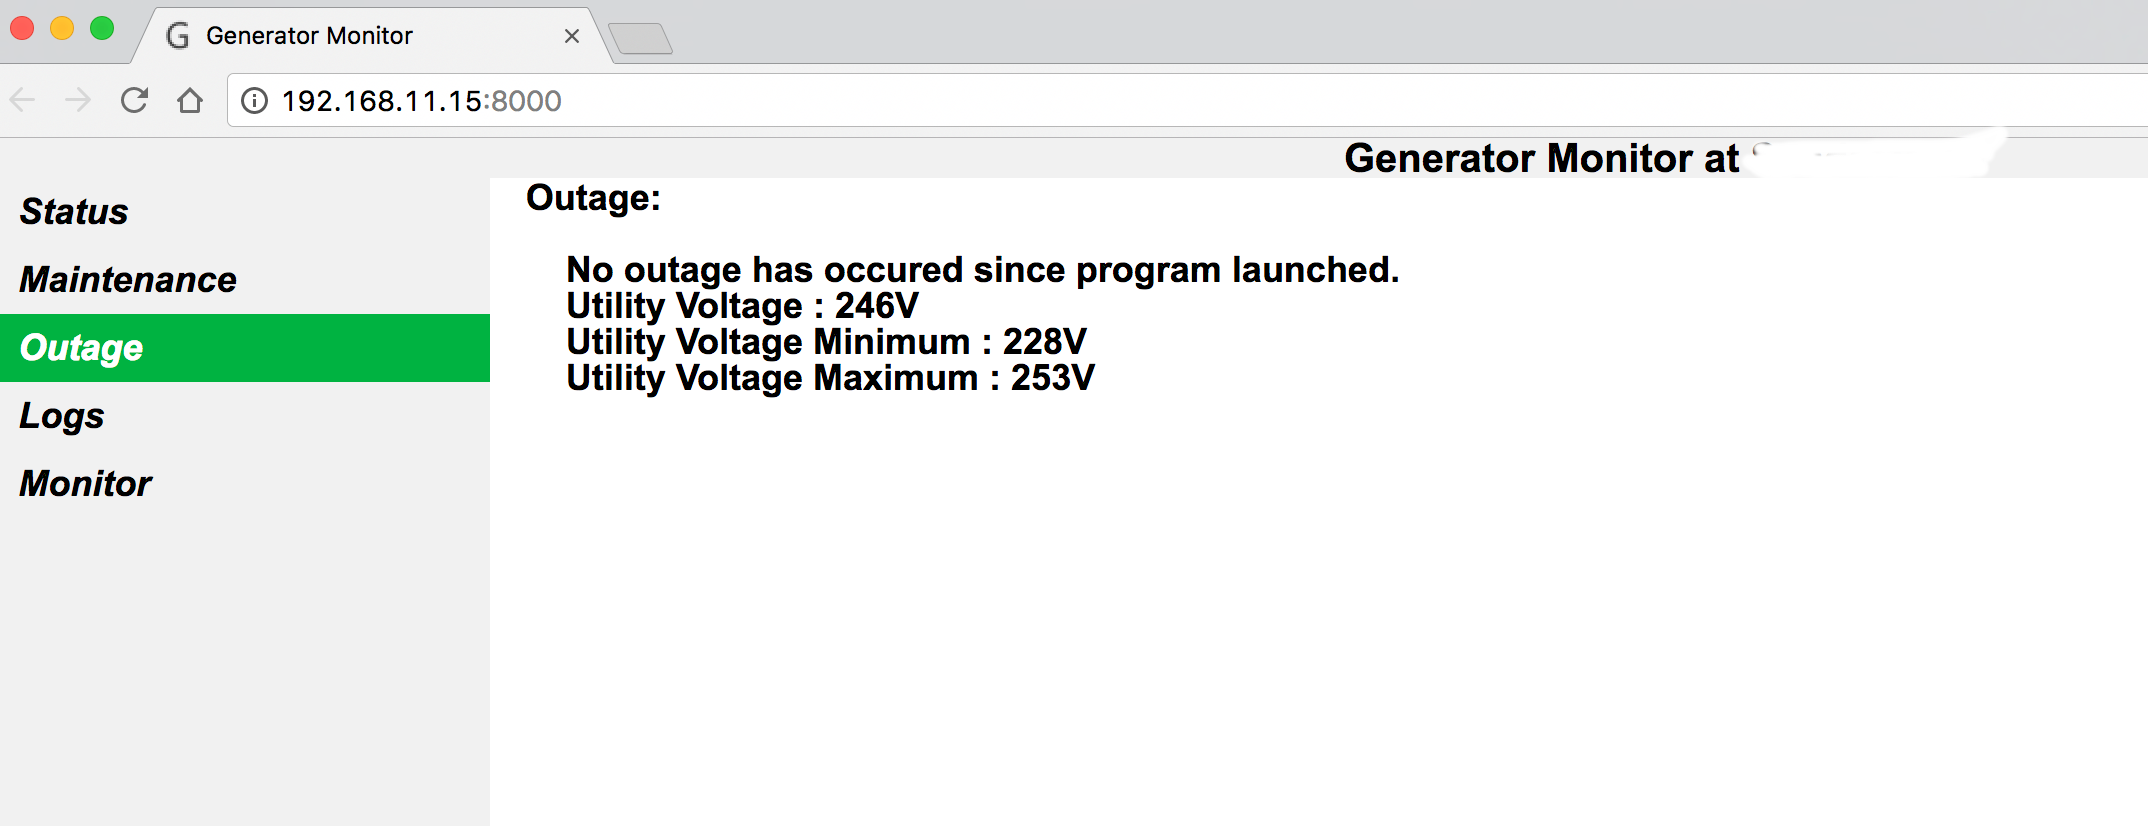 Generator Monitor
192.168.11.15:8000
Generator Monitor at
Status
Maintenance
Outage
Logs
Monitor
Outage:
No outage has occured since program launched.
Utility Voltage : 246V
Utility Voltage Minimum : 228V
Utility Voltage Maximum : 253V